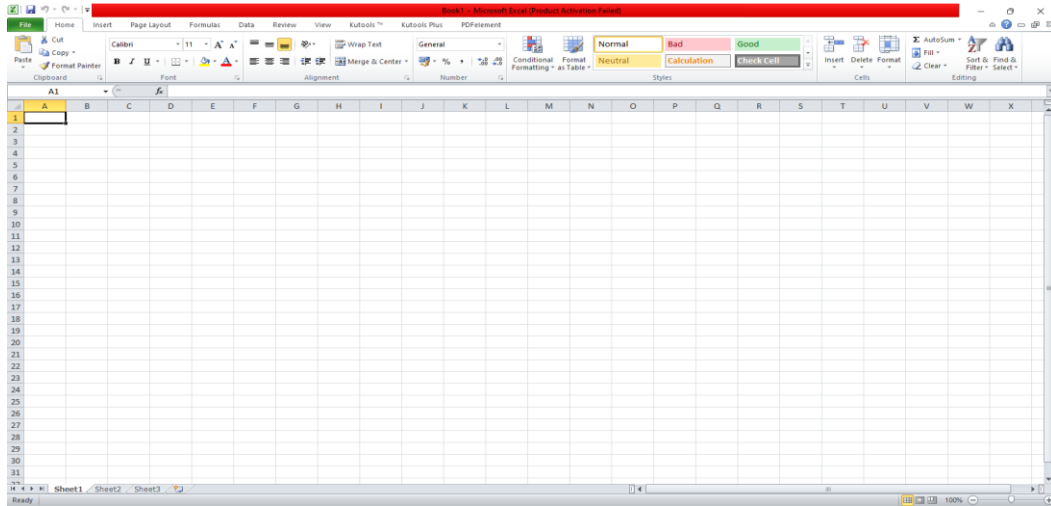 Book1 - Microsoft Excel (Product Activation Failed)
File Home Insert Page Layout Formulas Data Review View Kutools ™ Kutools Plus PDFelement
Paste Cut Copy Format Painter
Clipboard
Calibri 11 A A
B I U A
Font
Wrap Text
Merge & Center
Alignment
General
% ,
Number
Conditional Formatting Format as Table
Normal Bad Good
Neutral Calculation Check Cell
Styles
Insert Delete Format
Cells
Σ AutoSum
Fill
Clear
Sort & Filter Find & Select
Editing
A1 fx
A B C D E F G H I J K L M N O P Q R S T U V W X
1
2
3
4
5
6
7
8
9
10
11
12
13
14
15
16
17
18
19
20
21
22
23
24
25
26
27
28
29
30
31
Sheet1 Sheet2 Sheet3
Ready 100%